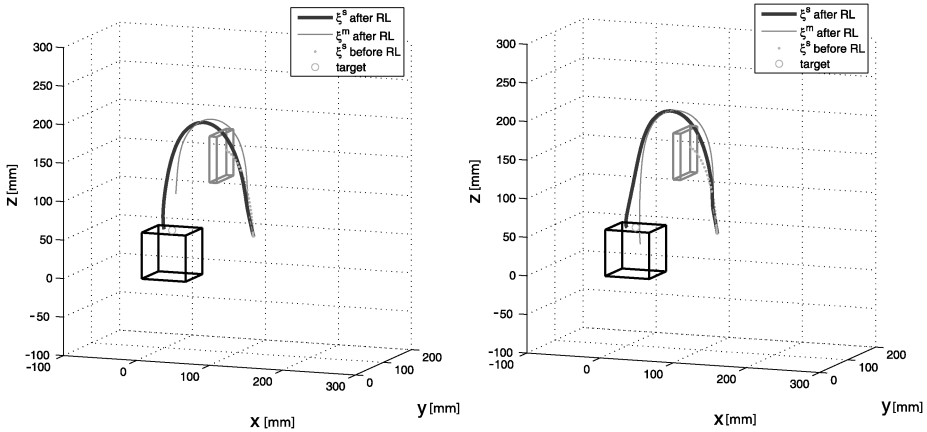 ξˢ after RL
ξᵐ after RL
ξˢ before RL
target
300
250
200
150
100
50
0
−50
−100
z [mm]
−100
0
100
200
300
x [mm]
0
100
200
y [mm]
ξˢ after RL
ξᵐ after RL
ξˢ before RL
target
300
250
200
150
100
50
0
−50
−100
z [mm]
−100
0
100
200
300
x [mm]
0
100
200
y [mm]